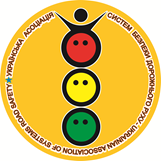 УКРАЇНСЬКА АСОЦІАЦІЯ СИСТЕМ БЕЗПЕКИ ДОРОЖНЬОГО РУХУ
UKRAINIAN ASSOCIATION OF SYSTEMS ROAD SAFETY